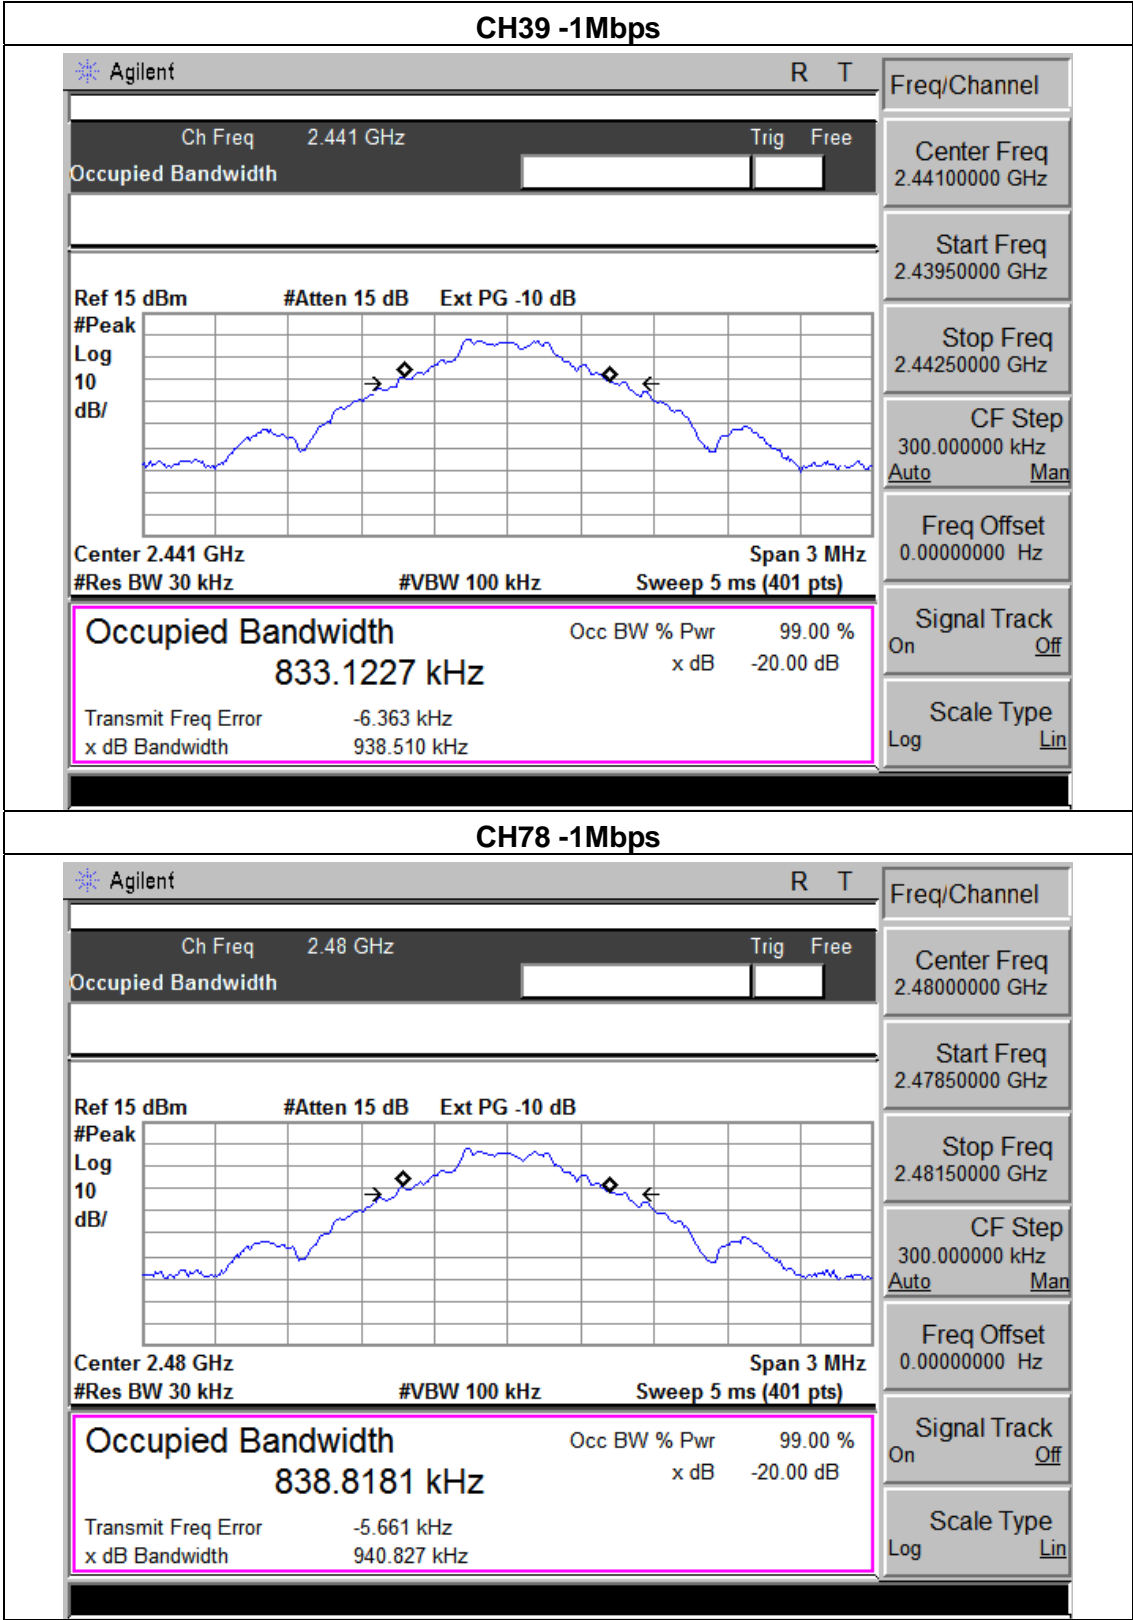 CH39 -1Mbps
Agilent R T
Freq/Channel
Ch Freq 2.441 GHz Trig Free
Occupied Bandwidth
Center Freq
2.44100000 GHz
Start Freq
2.43950000 GHz
Stop Freq
2.44250000 GHz
CF Step
300.000000 kHz
Auto Man
Freq Offset
0.00000000 Hz
Signal Track
On Off
Scale Type
Log Lin
Ref 15 dBm #Atten 15 dB Ext PG -10 dB
#Peak
Log
10
dB/
Center 2.441 GHz Span 3 MHz
#Res BW 30 kHz #VBW 100 kHz Sweep 5 ms (401 pts)
Occupied Bandwidth Occ BW % Pwr 99.00 %
833.1227 kHz x dB -20.00 dB
Transmit Freq Error -6.363 kHz
x dB Bandwidth 938.510 kHz
CH78 -1Mbps
Agilent R T
Freq/Channel
Ch Freq 2.48 GHz Trig Free
Occupied Bandwidth
Center Freq
2.48000000 GHz
Start Freq
2.47850000 GHz
Stop Freq
2.48150000 GHz
CF Step
300.000000 kHz
Auto Man
Freq Offset
0.00000000 Hz
Signal Track
On Off
Scale Type
Log Lin
Ref 15 dBm #Atten 15 dB Ext PG -10 dB
#Peak
Log
10
dB/
Center 2.48 GHz Span 3 MHz
#Res BW 30 kHz #VBW 100 kHz Sweep 5 ms (401 pts)
Occupied Bandwidth Occ BW % Pwr 99.00 %
838.8181 kHz x dB -20.00 dB
Transmit Freq Error -5.661 kHz
x dB Bandwidth 940.827 kHz